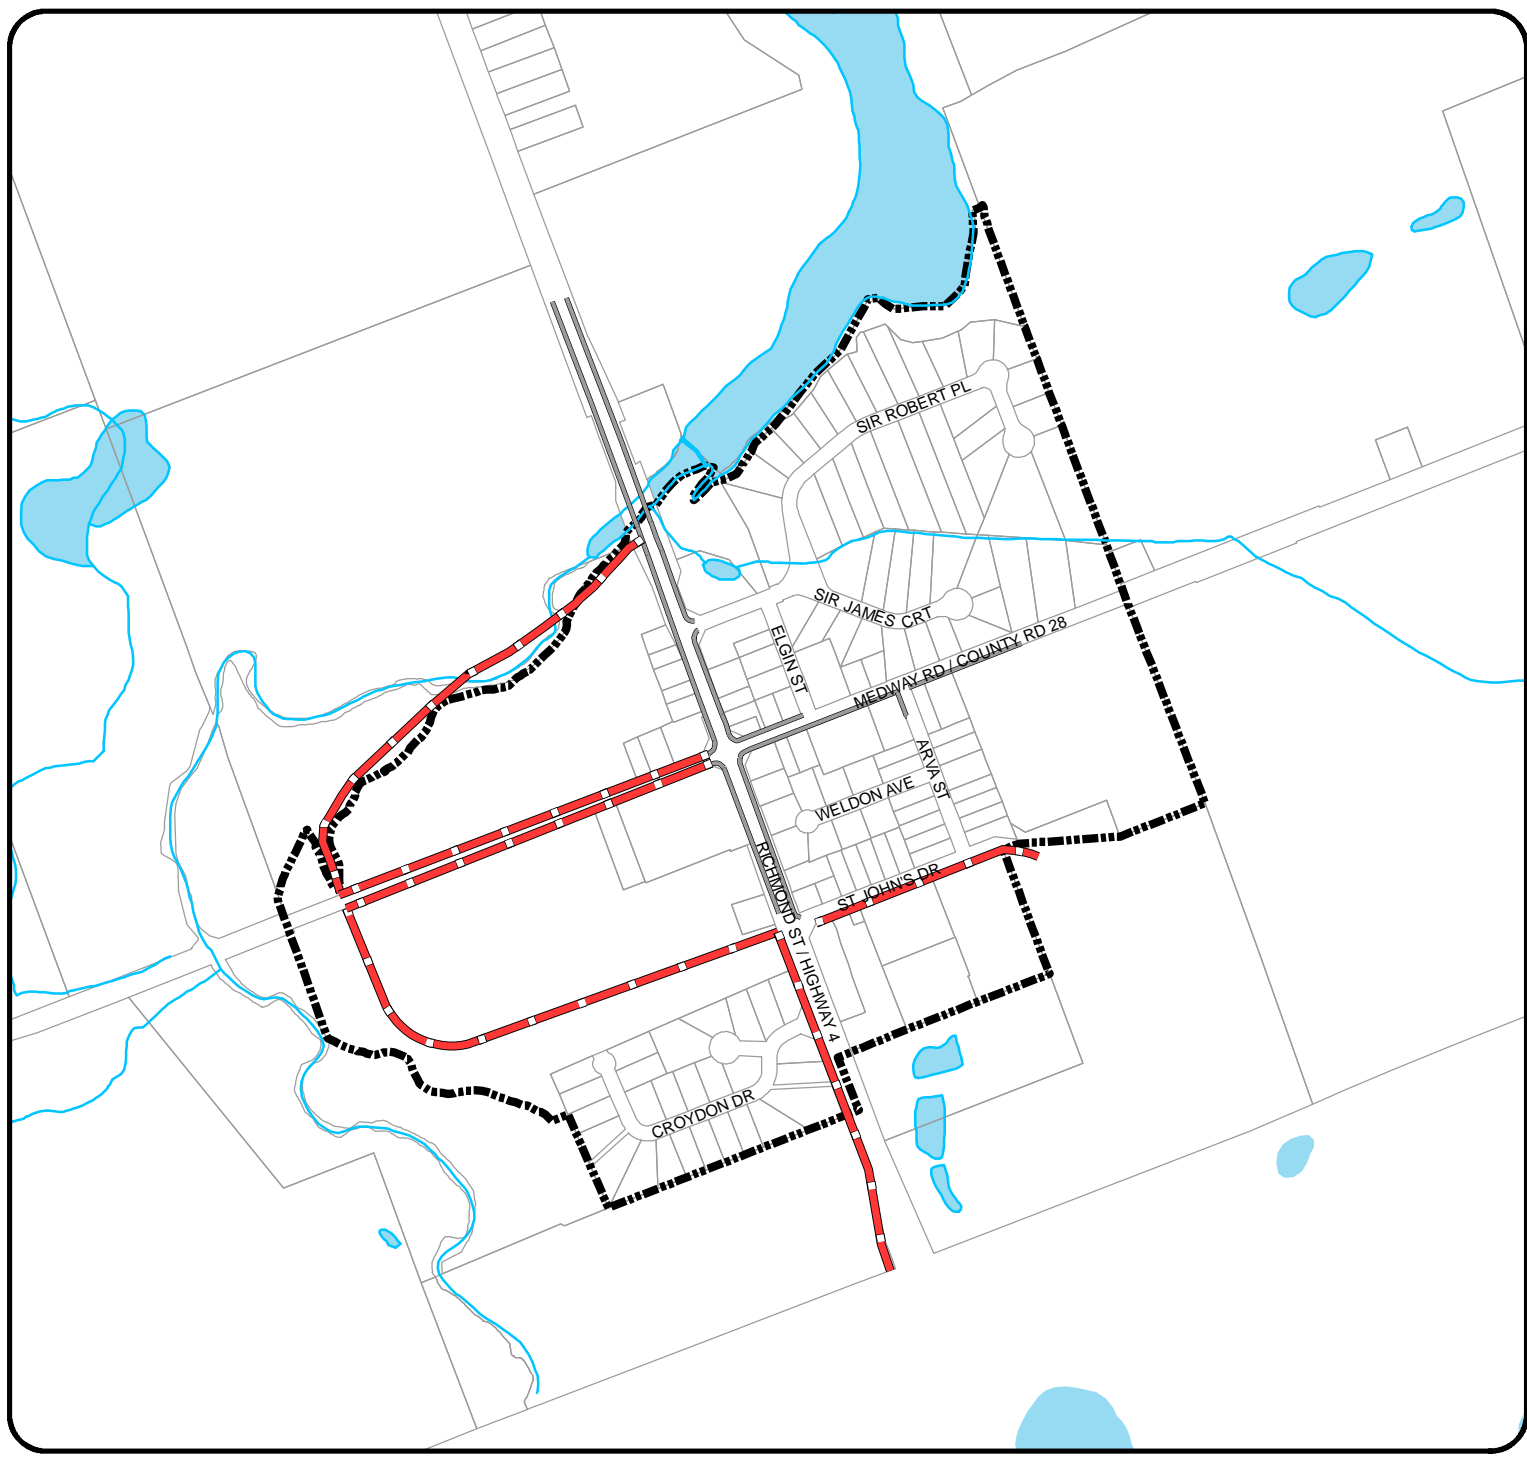 SIR ROBERT PL
SIR JAMES CRT
ELGIN ST
MEDWAY RD / COUNTY RD 28
ARVA ST
WELDON AVE
RICHMOND ST / HIGHWAY 4
ST JOHN'S DR
CROYDON DR